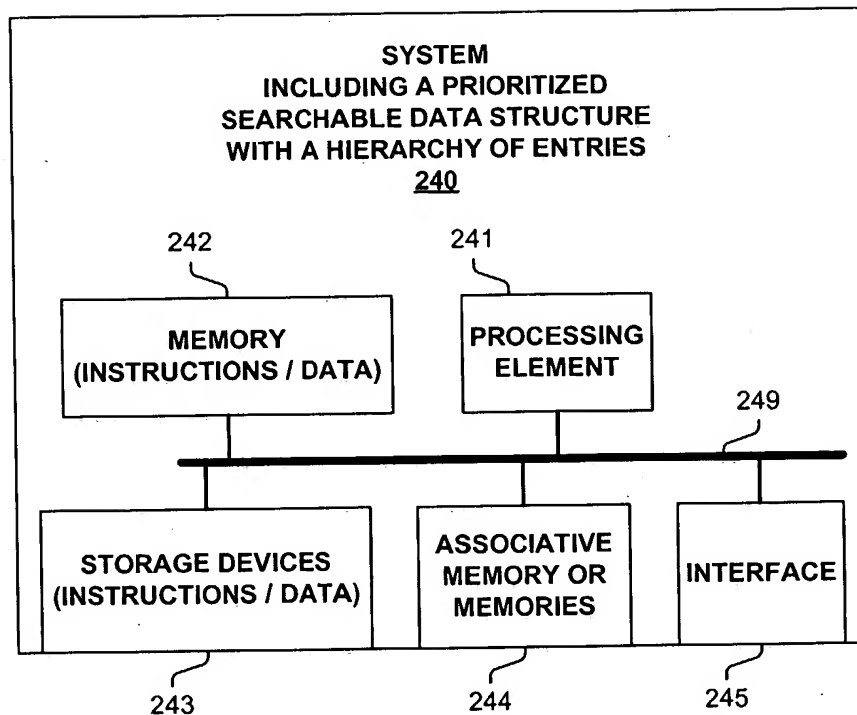 SYSTEM
INCLUDING A PRIORITIZED
SEARCHABLE DATA STRUCTURE
WITH A HIERARCHY OF ENTRIES
240
242
241
MEMORY
(INSTRUCTIONS / DATA)
PROCESSING
ELEMENT
249
STORAGE DEVICES
(INSTRUCTIONS / DATA)
ASSOCIATIVE
MEMORY OR
MEMORIES
INTERFACE
243
244
245